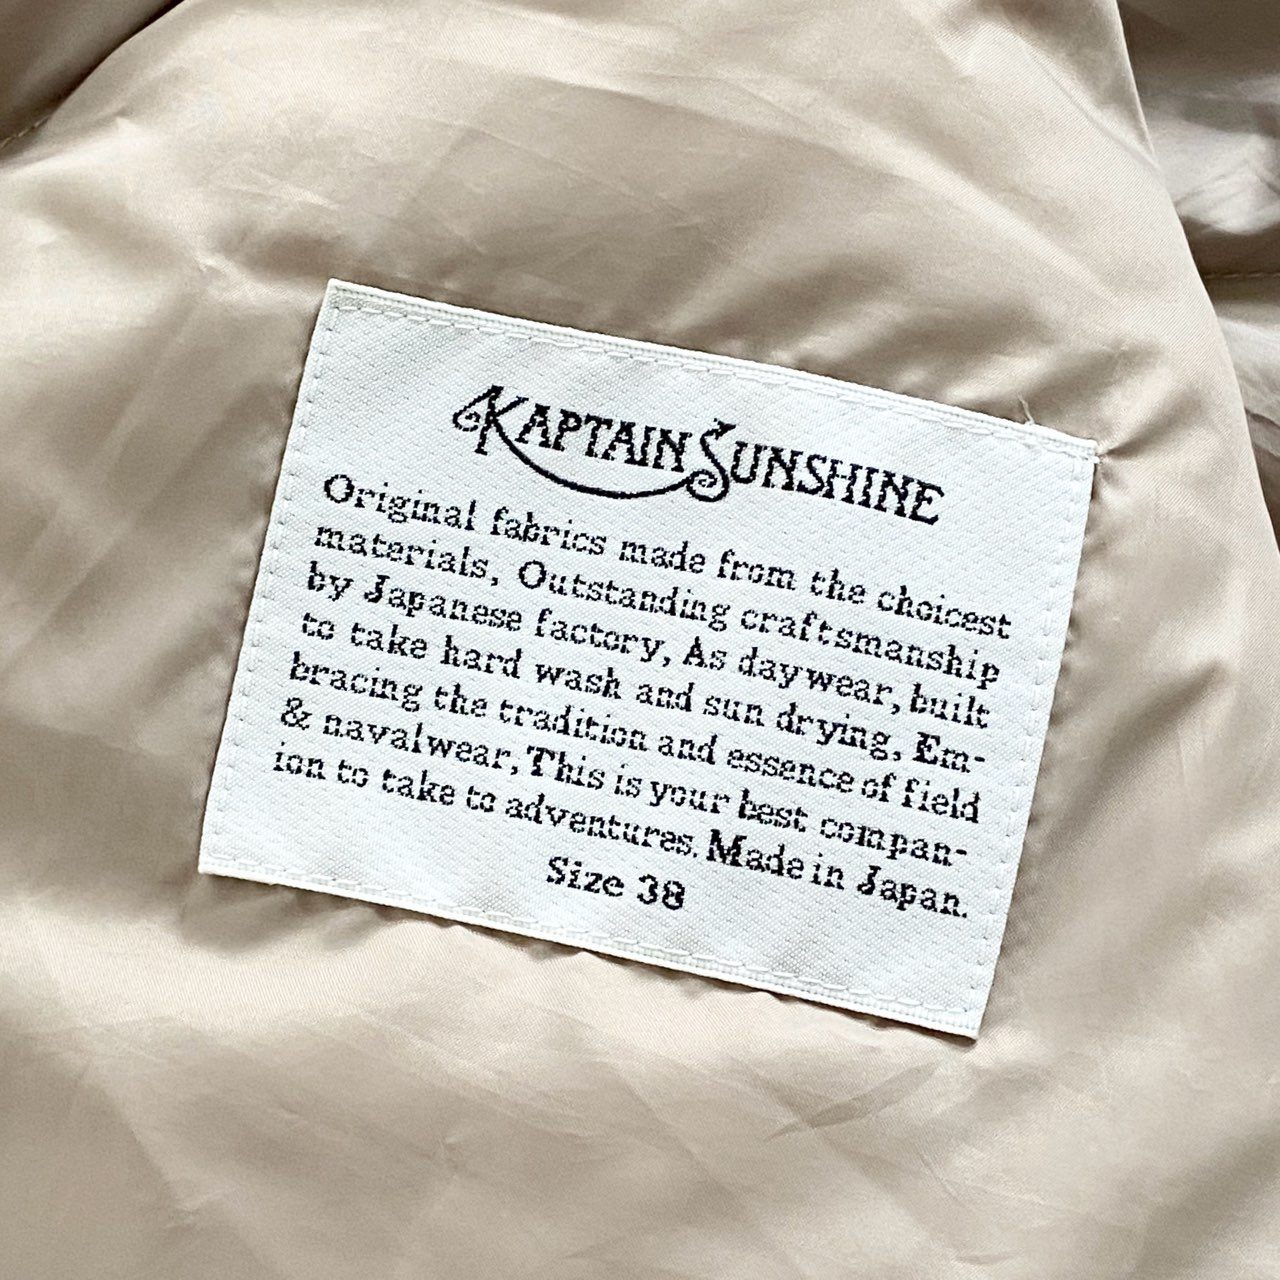 KAPTAIN SUNSHINE
Original fabrics made from the choicest
materials, Outstanding craftsmanship
by Japanese factory, As daywear, built
to take hard wash and sun drying, Em-
bracing the tradition and essence of field
& navalwear, This is your best compan-
ion to take to adventures. Made in Japan.
Size 38